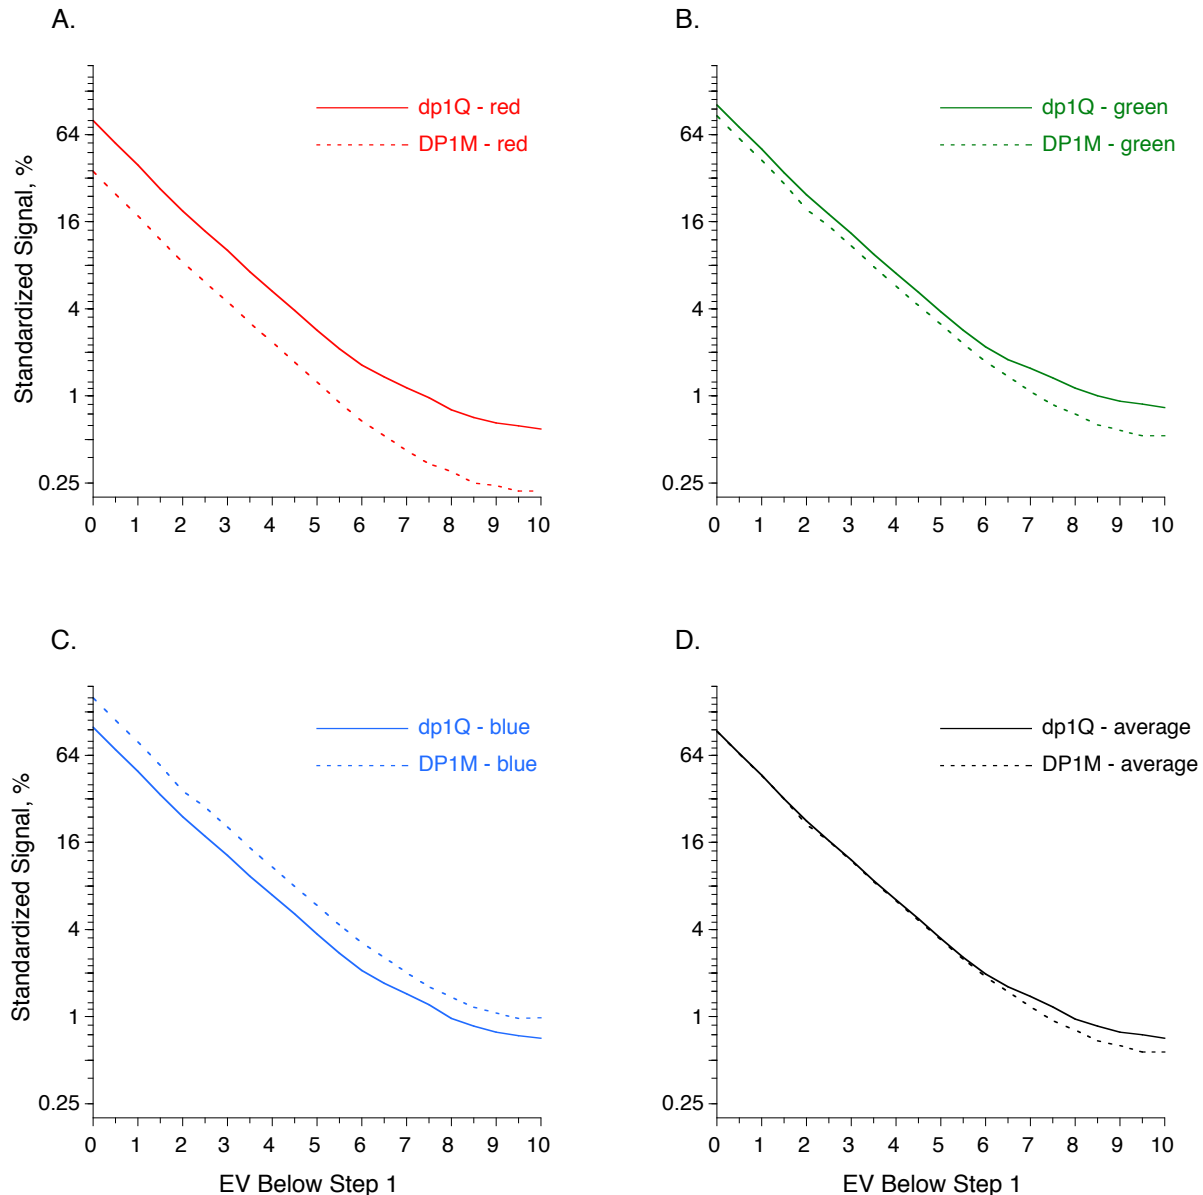 A.
Standardized Signal, %
64
16
4
1
0.25
dp1Q - red
DP1M - red
0 1 2 3 4 5 6 7 8 9 10
B.
64
16
4
1
0.25
dp1Q - green
DP1M - green
0 1 2 3 4 5 6 7 8 9 10
C.
Standardized Signal, %
64
16
4
1
0.25
dp1Q - blue
DP1M - blue
0 1 2 3 4 5 6 7 8 9 10
EV Below Step 1
D.
64
16
4
1
0.25
dp1Q - average
DP1M - average
0 1 2 3 4 5 6 7 8 9 10
EV Below Step 1